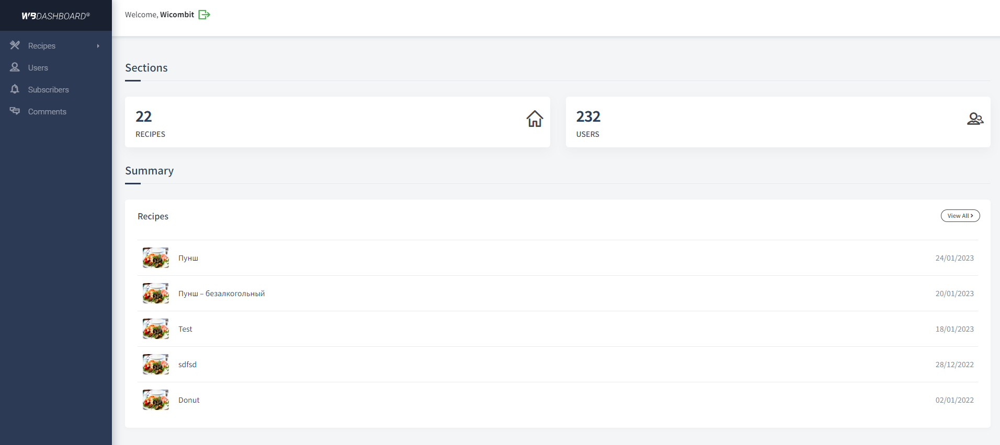 WBDASHBOARD®
Welcome, Wicombit
Recipes
Users
Subscribers
Comments
Sections
22
RECIPES
232
USERS
Summary
Recipes
View All
Пунш 24/01/2023
Пунш – безалкогольный 20/01/2023
Test 18/01/2023
sdfsd 28/12/2022
Donut 02/01/2022